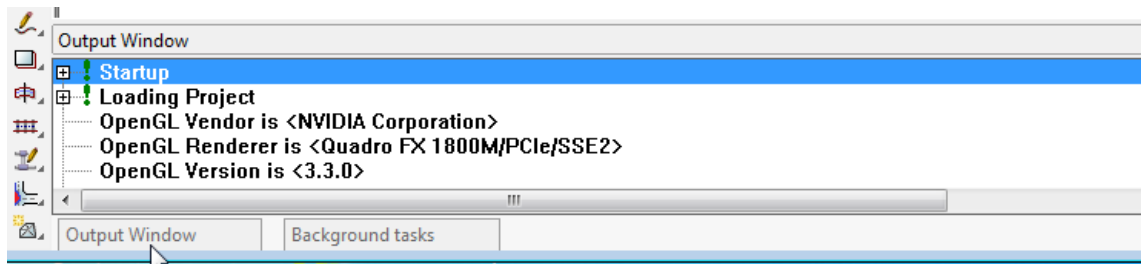 Output Window
Startup
Loading Project
OpenGL Vendor is <NVIDIA Corporation>
OpenGL Renderer is <Quadro FX 1800M/PCIe/SSE2>
OpenGL Version is <3.3.0>
Output Window
Background tasks